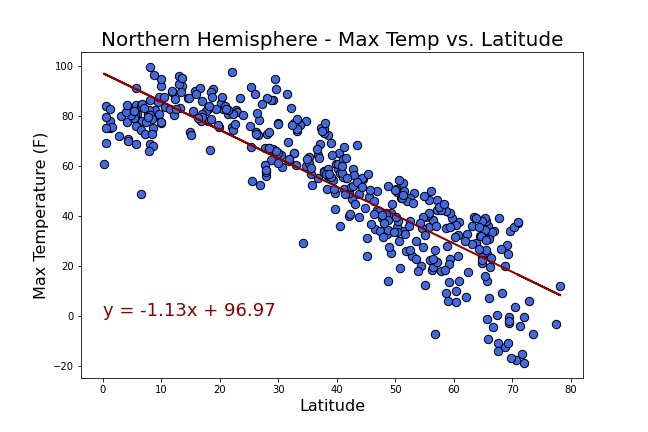 Northern Hemisphere - Max Temp vs. Latitude
Max Temperature (F)
100
80
60
40
20
0
−20
y = -1.13x + 96.97
0 10 20 30 40 50 60 70 80
Latitude